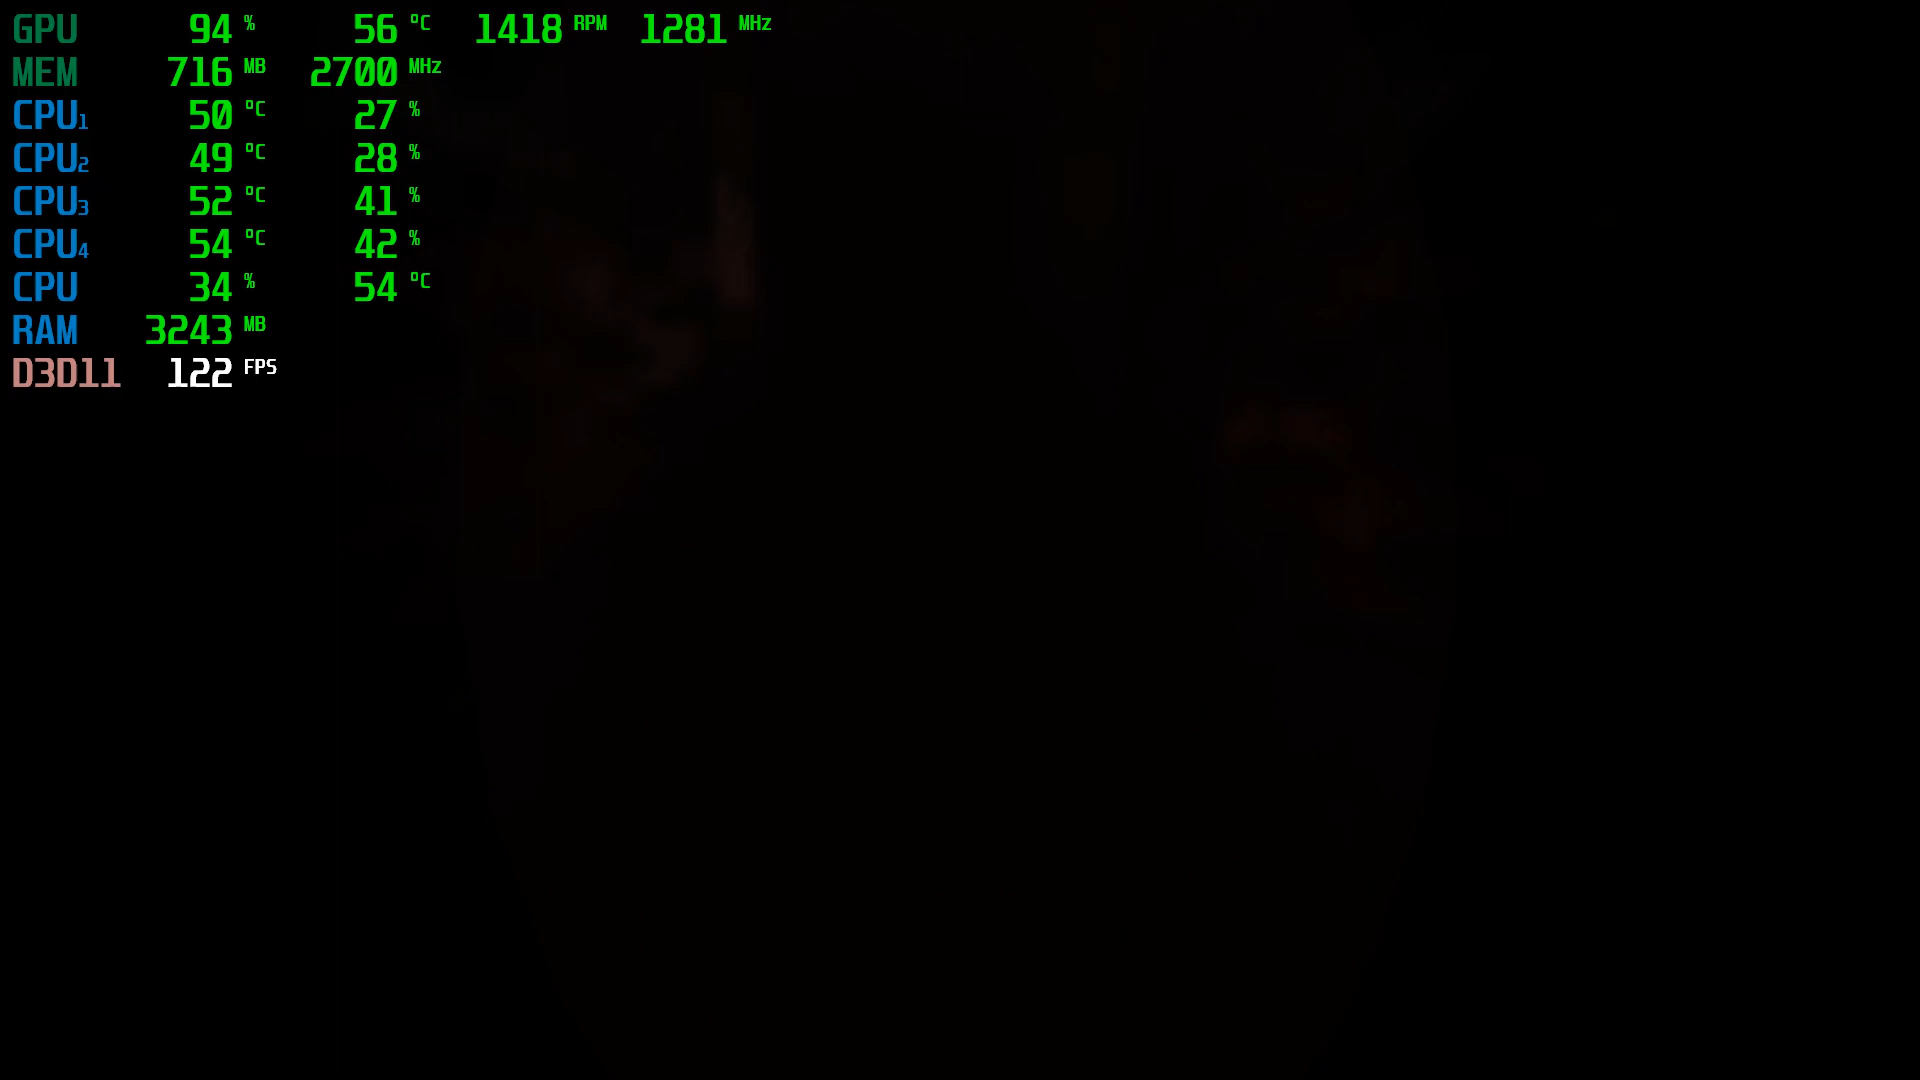 GPU 94 % 56 °C 1418 RPM 1281 MHz
MEM 716 MB 2700 MHz
CPU1 50 °C 27 %
CPU2 49 °C 28 %
CPU3 52 °C 41 %
CPU4 54 °C 42 %
CPU 34 % 54 °C
RAM 3243 MB
D3D11 122 FPS